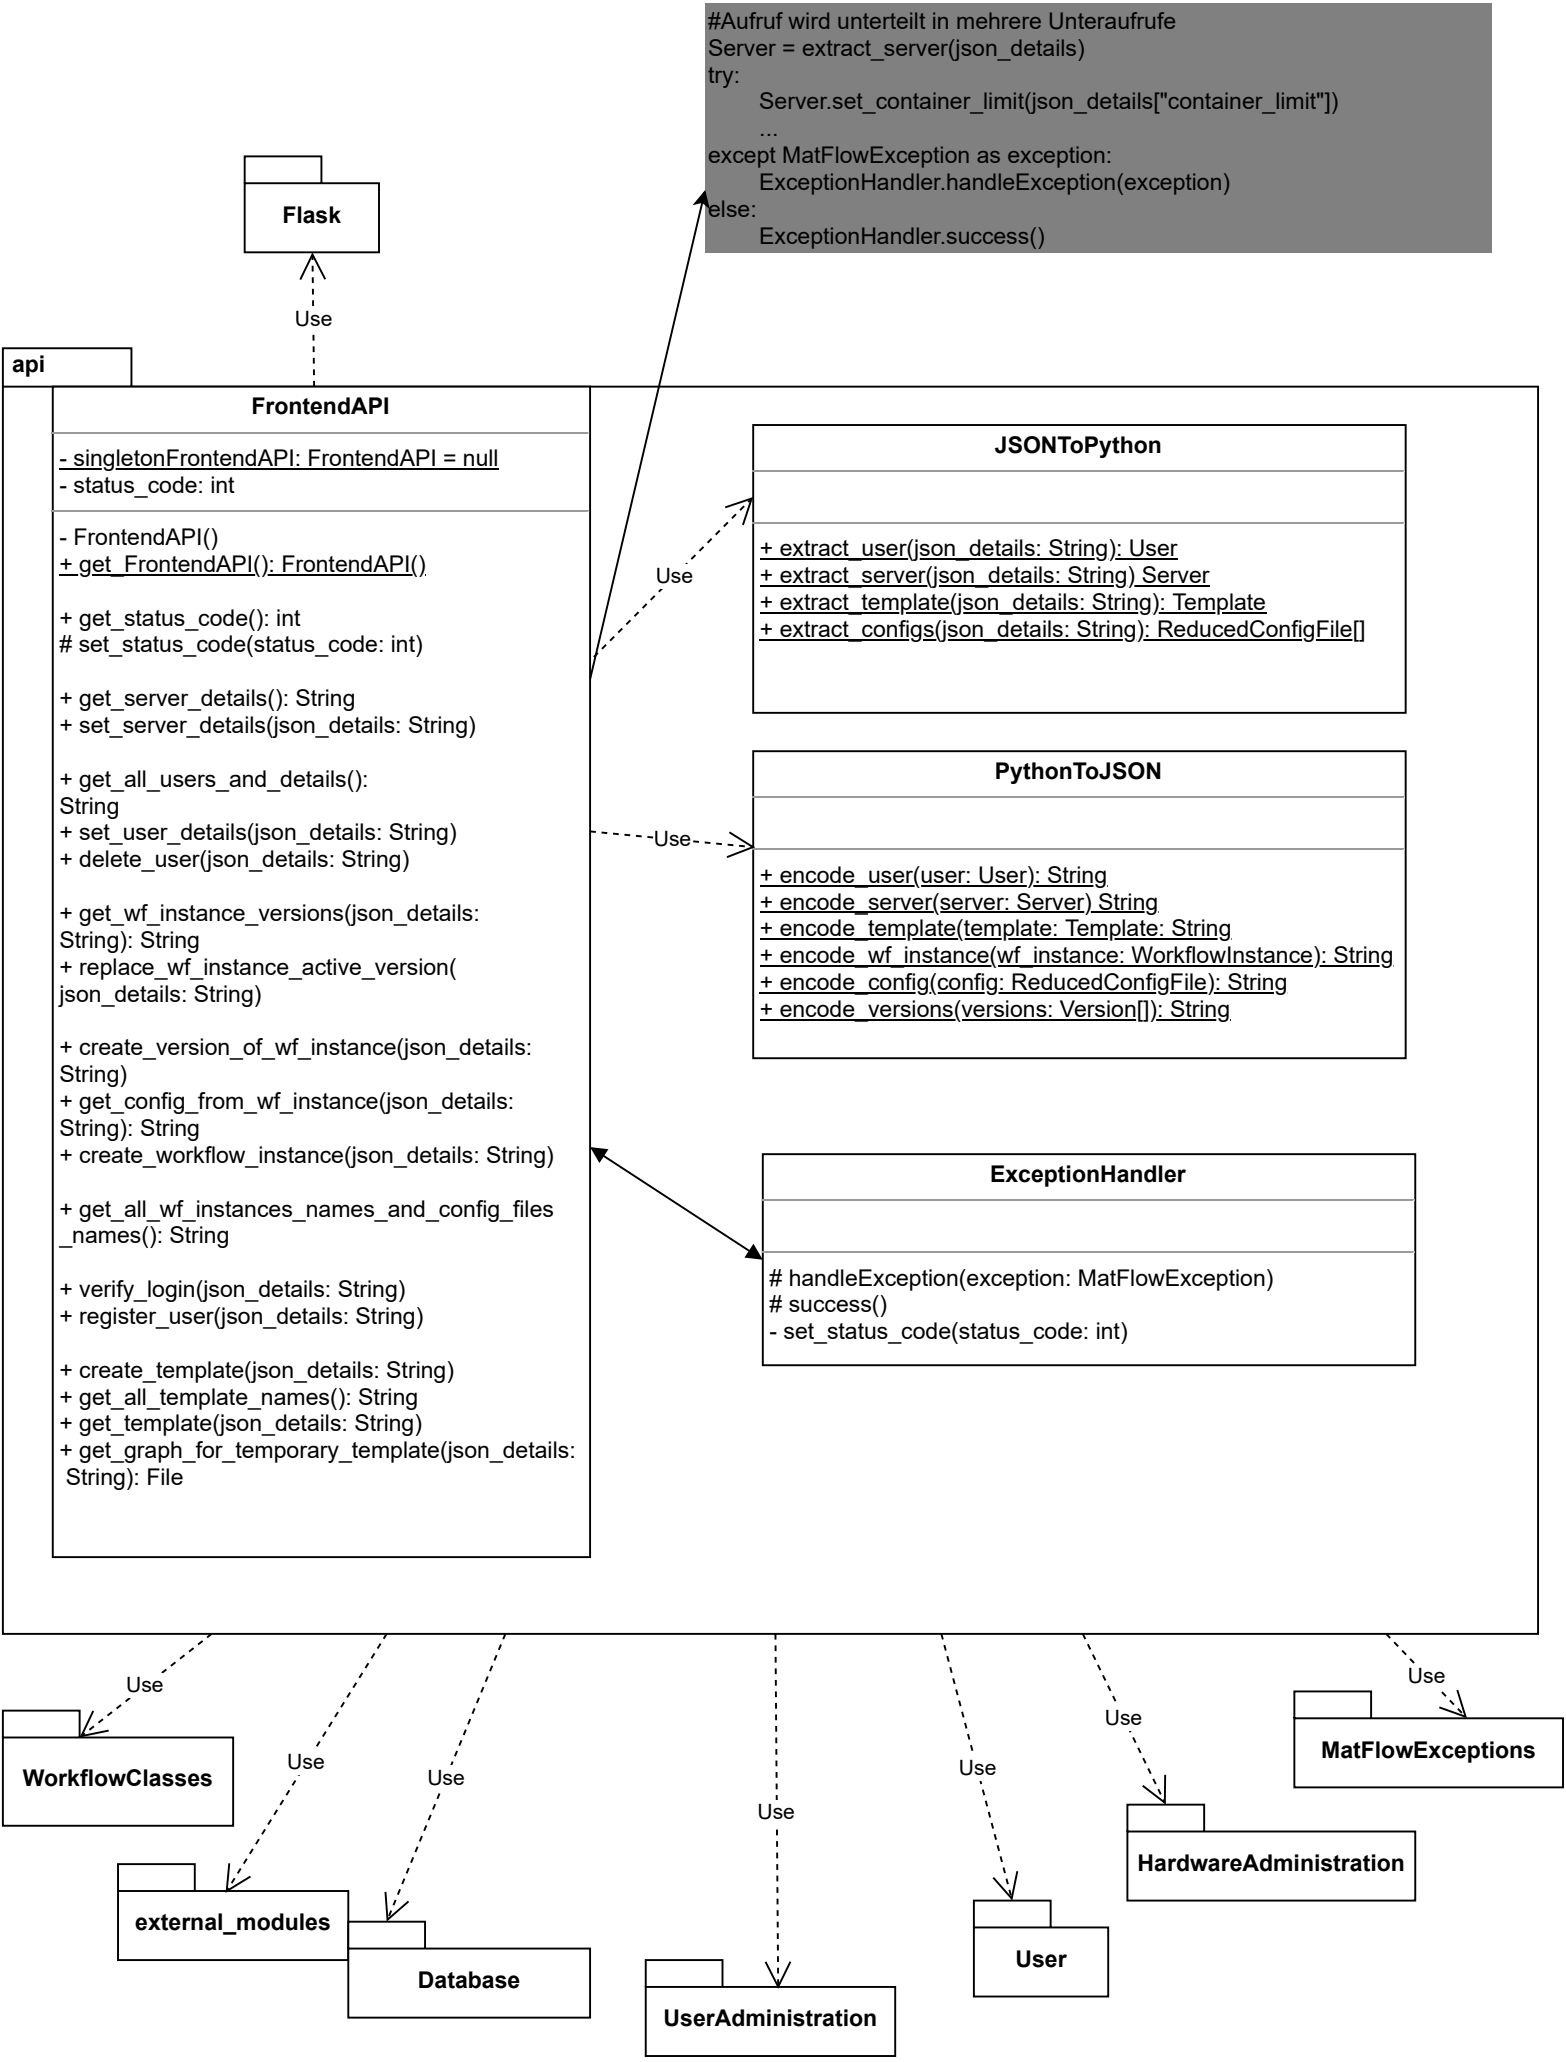 #Aufruf wird unterteilt in mehrere Unteraufrufe
Server = extract_server(json_details)
try:
Server.set_container_limit(json_details["container_limit"])
...
except MatFlowException as exception:
ExceptionHandler.handleException(exception)
else:
ExceptionHandler.success()
Flask
Use
api
FrontendAPI
- singletonFrontendAPI: FrontendAPI = null
- status_code: int
- FrontendAPI()
+ get_FrontendAPI(): FrontendAPI()
+ get_status_code(): int
# set_status_code(status_code: int)
+ get_server_details(): String
+ set_server_details(json_details: String)
+ get_all_users_and_details():
String
+ set_user_details(json_details: String)
+ delete_user(json_details: String)
+ get_wf_instance_versions(json_details:
String): String
+ replace_wf_instance_active_version(
json_details: String)
+ create_version_of_wf_instance(json_details:
String)
+ get_config_from_wf_instance(json_details:
String): String
+ create_workflow_instance(json_details: String)
+ get_all_wf_instances_names_and_config_files
_names(): String
+ verify_login(json_details: String)
+ register_user(json_details: String)
+ create_template(json_details: String)
+ get_all_template_names(): String
+ get_template(json_details: String)
+ get_graph_for_temporary_template(json_details:
String): File
Use
JSONToPython
+ extract_user(json_details: String): User
+ extract_server(json_details: String) Server
+ extract_template(json_details: String): Template
+ extract_configs(json_details: String): ReducedConfigFile[]
Use
PythonToJSON
+ encode_user(user: User): String
+ encode_server(server: Server) String
+ encode_template(template: Template: String
+ encode_wf_instance(wf_instance: WorkflowInstance): String
+ encode_config(config: ReducedConfigFile): String
+ encode_versions(versions: Version[]): String
ExceptionHandler
# handleException(exception: MatFlowException)
# success()
- set_status_code(status_code: int)
Use
WorkflowClasses
Use
external_modules
Use
Database
Use
UserAdministration
Use
User
Use
HardwareAdministration
Use
MatFlowExceptions